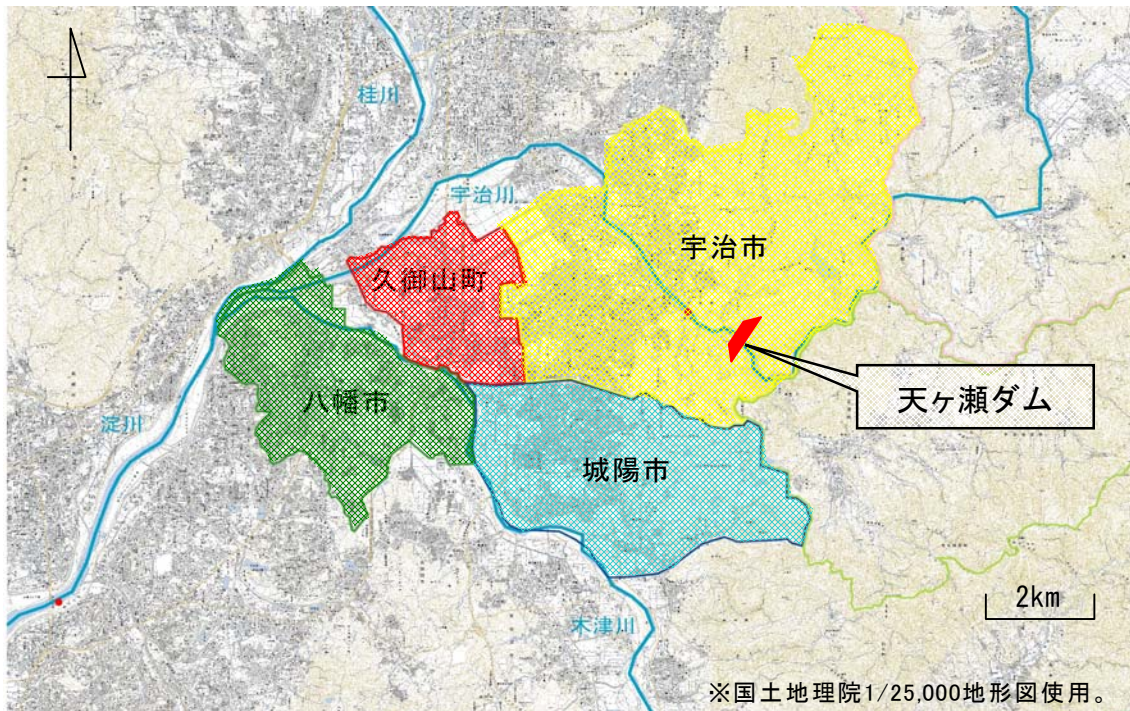 桂川
宇治川
宇治市
久御山町
天ヶ瀬ダム
八幡市
淀川
城陽市
2km
木津川
※国土地理院1/25,000地形図使用。